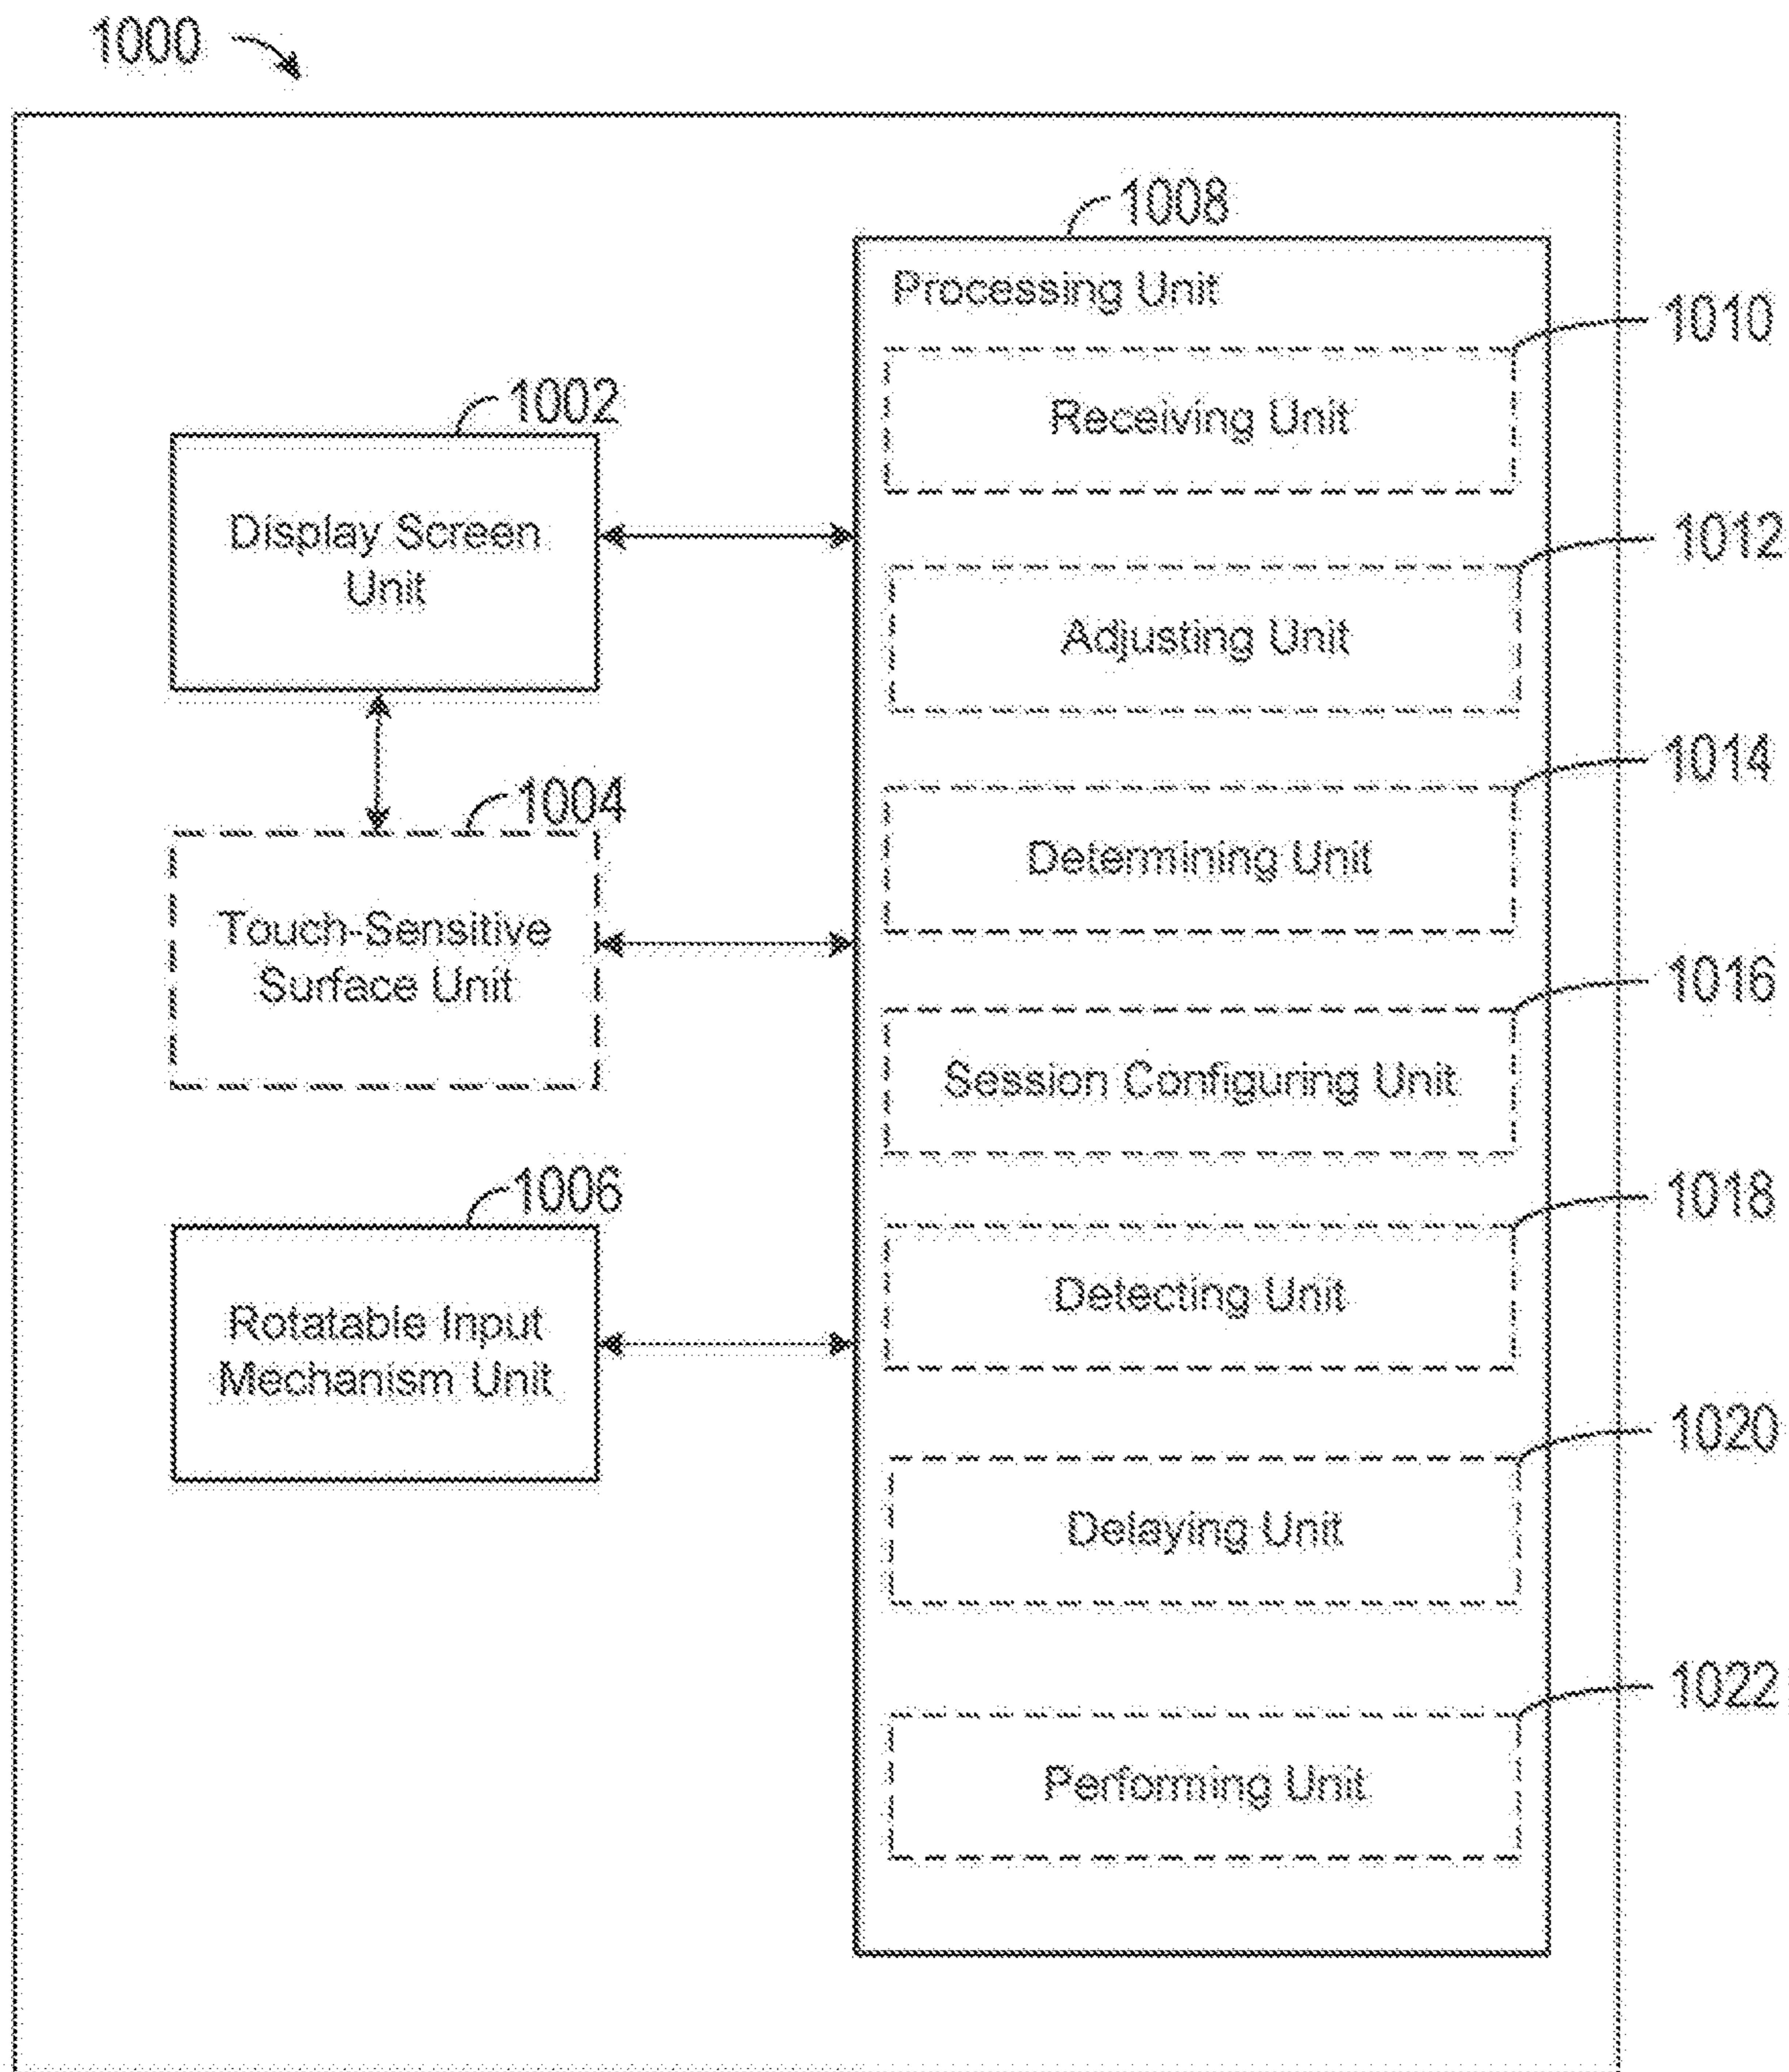 1000
1008
Processing Unit
1010
Receiving Unit
1002
Display Screen
Unit
1012
Adjusting Unit
1014
Determining Unit
1004
Touch-Sensitive
Surface Unit
1016
Session Configuring Unit
1006
Rotatable Input
Mechanism Unit
1018
Detecting Unit
1020
Delaying Unit
1022
Performing Unit